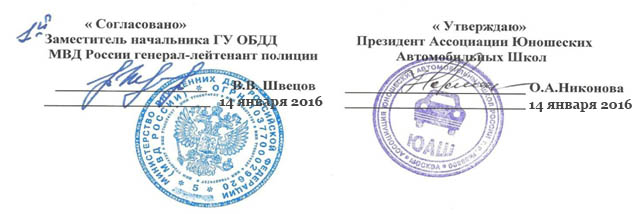 « Согласовано»
Заместитель начальника ГУ ОБДД
МВД России генерал-лейтенант полиции
В.В. Швецов
14 января 2016
« Утверждаю»
Президент Ассоциации Юношеских
Автомобильных Школ
О.А.Никонова
14 января 2016
ЮАШ
МОСКВА